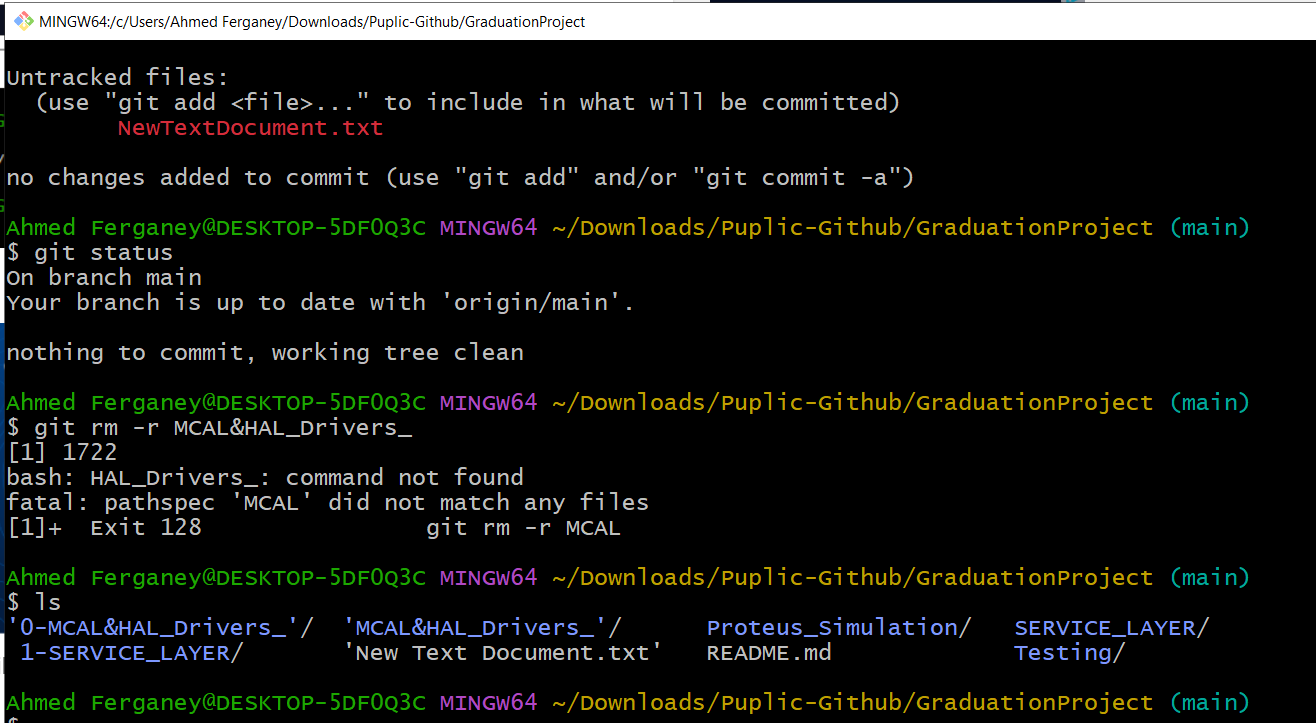 MINGW64:/c/Users/Ahmed Ferganey/Downloads/Puplic-Github/GraduationProject
Untracked files:
  (use "git add <file>..." to include in what will be committed)
        NewTextDocument.txt
no changes added to commit (use "git add" and/or "git commit -a")
Ahmed Ferganey@DESKTOP-5DF0Q3C MINGW64 ~/Downloads/Puplic-Github/GraduationProject (main)
$ git status
On branch main
Your branch is up to date with 'origin/main'.
nothing to commit, working tree clean
Ahmed Ferganey@DESKTOP-5DF0Q3C MINGW64 ~/Downloads/Puplic-Github/GraduationProject (main)
$ git rm -r MCAL&HAL_Drivers_
[1] 1722
bash: HAL_Drivers_: command not found
fatal: pathspec 'MCAL' did not match any files
[1]+  Exit 128                git rm -r MCAL
Ahmed Ferganey@DESKTOP-5DF0Q3C MINGW64 ~/Downloads/Puplic-Github/GraduationProject (main)
$ ls
'0-MCAL&HAL_Drivers_'/  'MCAL&HAL_Drivers_'/      Proteus_Simulation/   SERVICE_LAYER/
 1-SERVICE_LAYER/       'New Text Document.txt'   README.md             Testing/
Ahmed Ferganey@DESKTOP-5DF0Q3C MINGW64 ~/Downloads/Puplic-Github/GraduationProject (main)
$